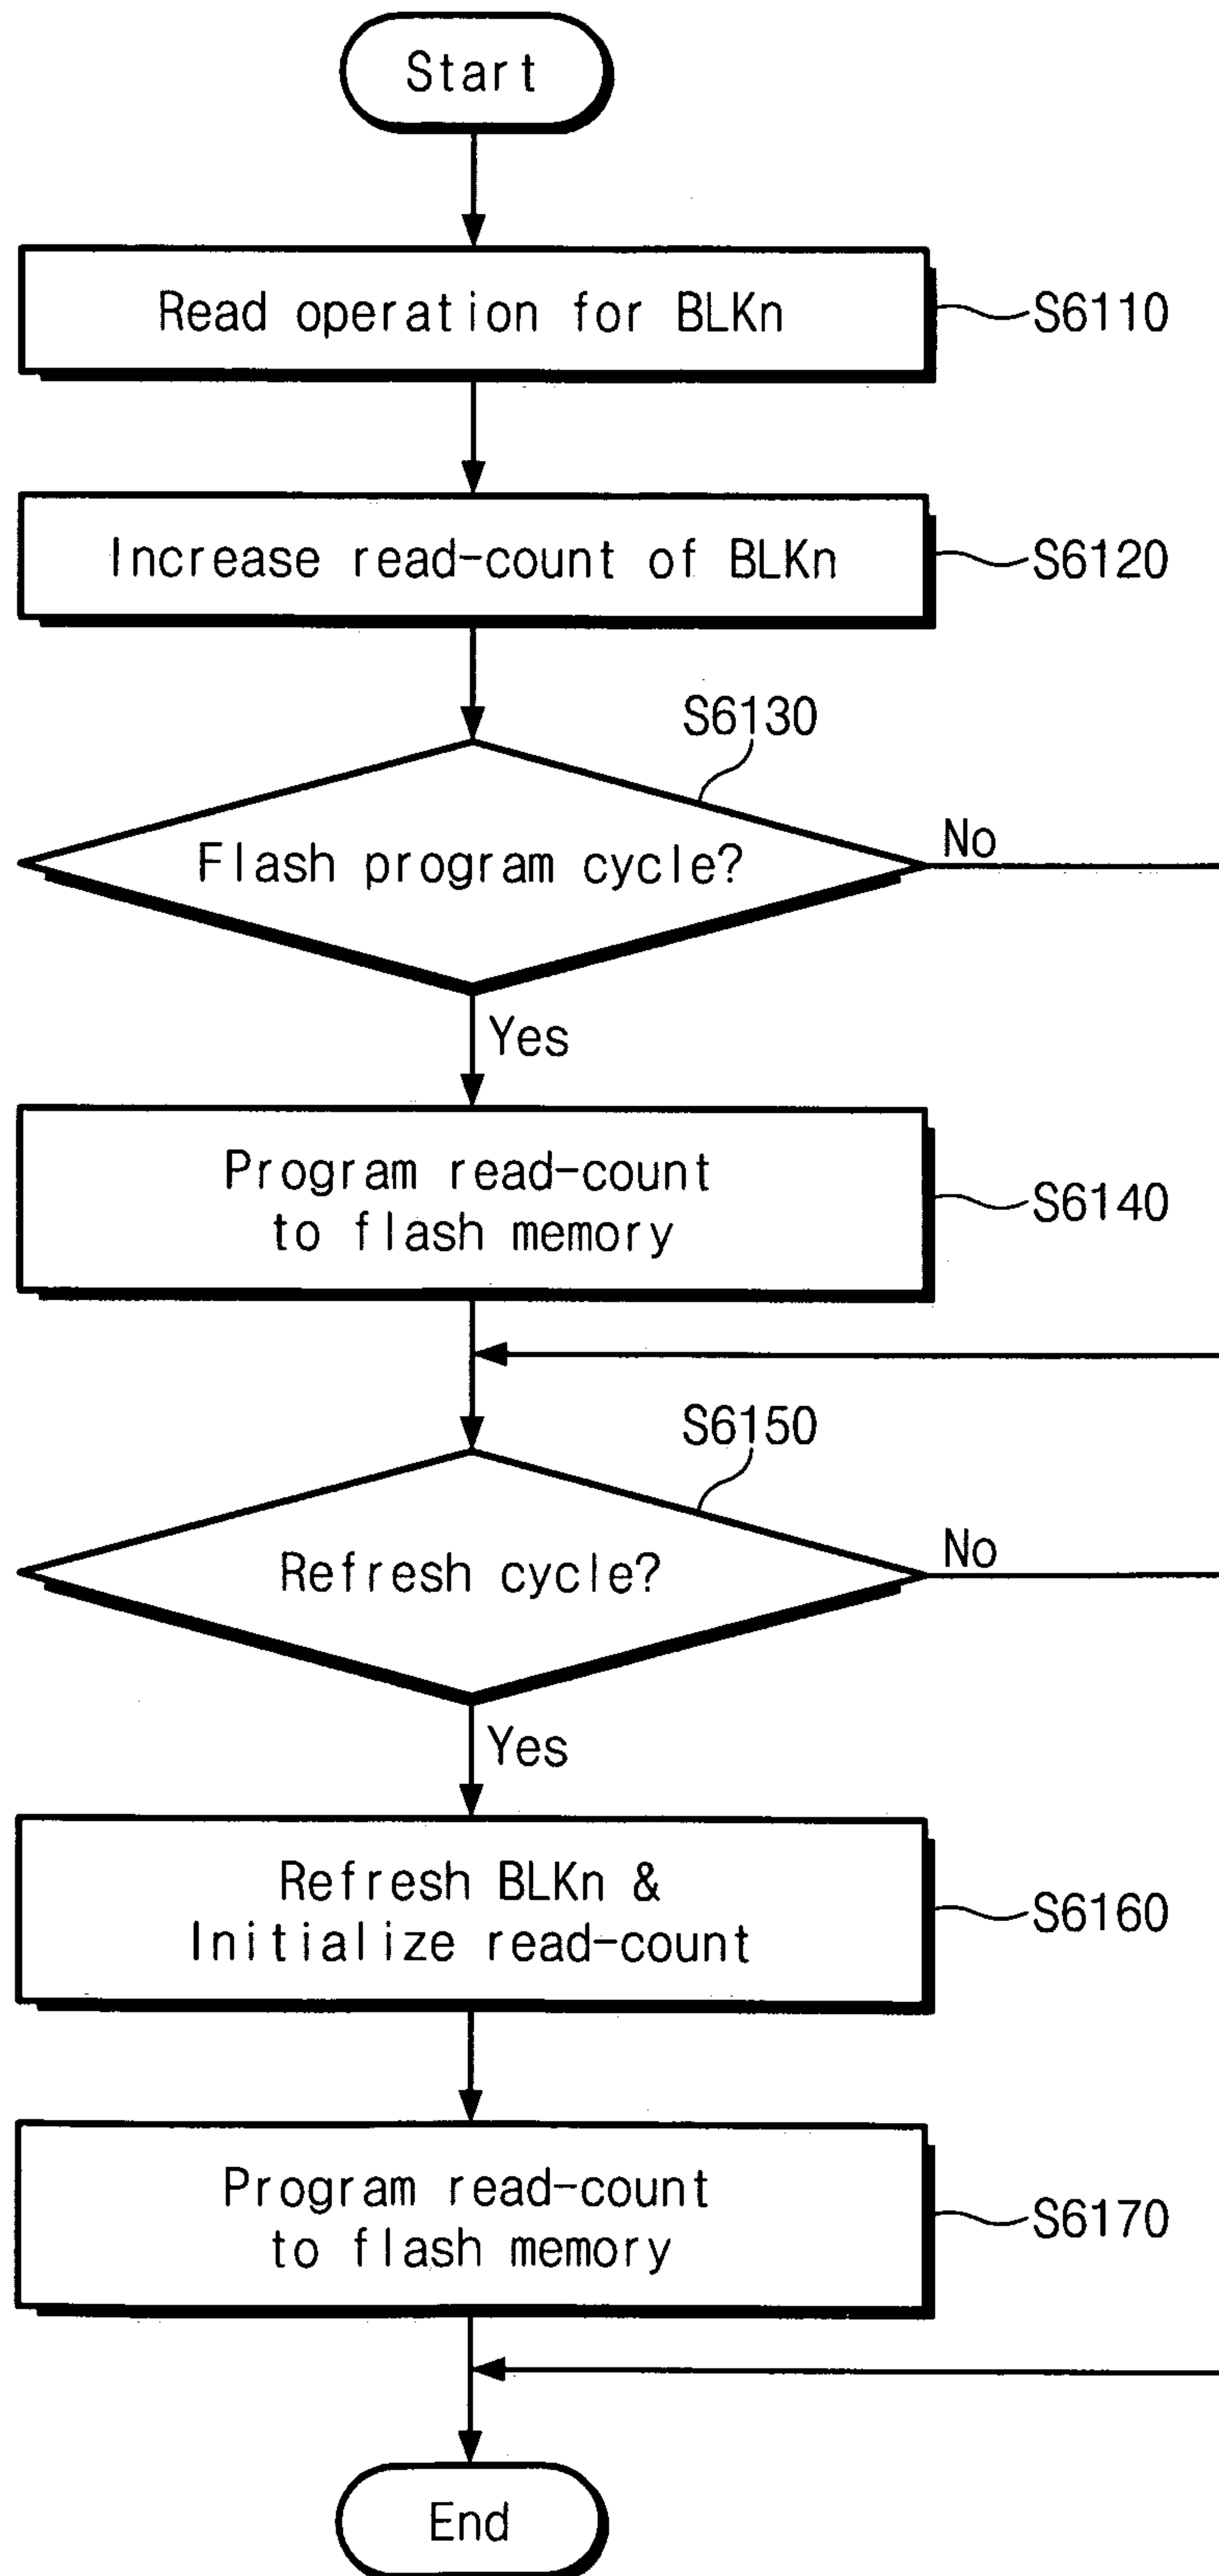 Start
Read operation for BLKn
S6110
Increase read-count of BLKn
S6120
S6130
Flash program cycle?
No
Yes
Program read-count
to flash memory
S6140
S6150
Refresh cycle?
No
Yes
Refresh BLKn &
Initialize read-count
S6160
Program read-count
to flash memory
S6170
End